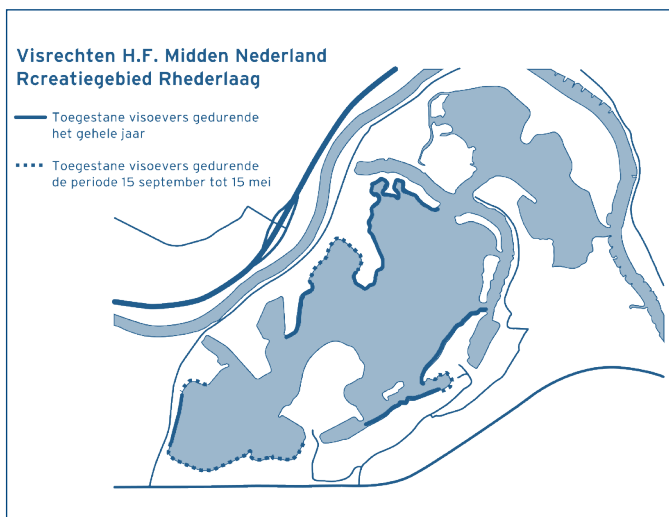 Visrechten H.F. Midden Nederland
Rcreatiegebied Rhederlaag
Toegestane visoevers gedurende
het gehele jaar
Toegestane visoevers gedurende
de periode 15 september tot 15 mei